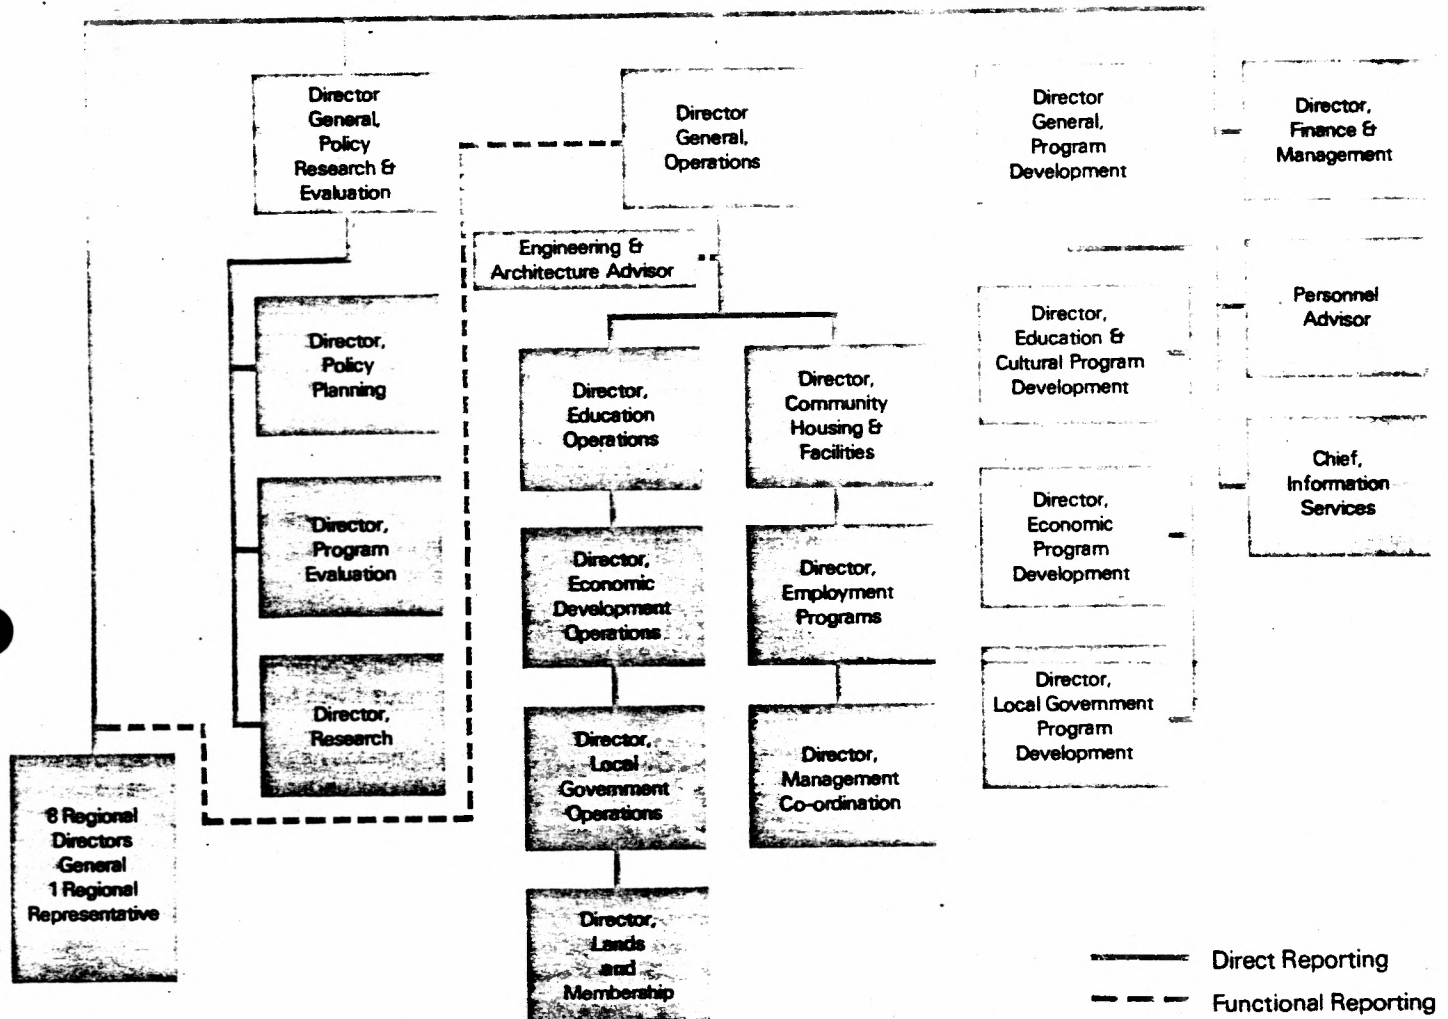 Director
General,
Policy
Research &
Evaluation
Director
General,
Operations
Director
General,
Program
Development
Director,
Finance &
Management
Engineering &
Architecture Advisor
Director,
Policy
Planning
Director,
Program
Evaluation
Director,
Research
8 Regional
Directors
General
1 Regional
Representative
Director,
Education
Operations
Director,
Economic
Development
Operations
Director,
Local
Government
Operations
Director,
Lands
and
Membership
Director,
Community
Housing &
Facilities
Director,
Employment
Programs
Director,
Management
Co-ordination
Director,
Education &
Cultural Program
Development
Director,
Economic
Program
Development
Director,
Local Government
Program
Development
Personnel
Advisor
Chief,
Information
Services
Direct Reporting
Functional Reporting